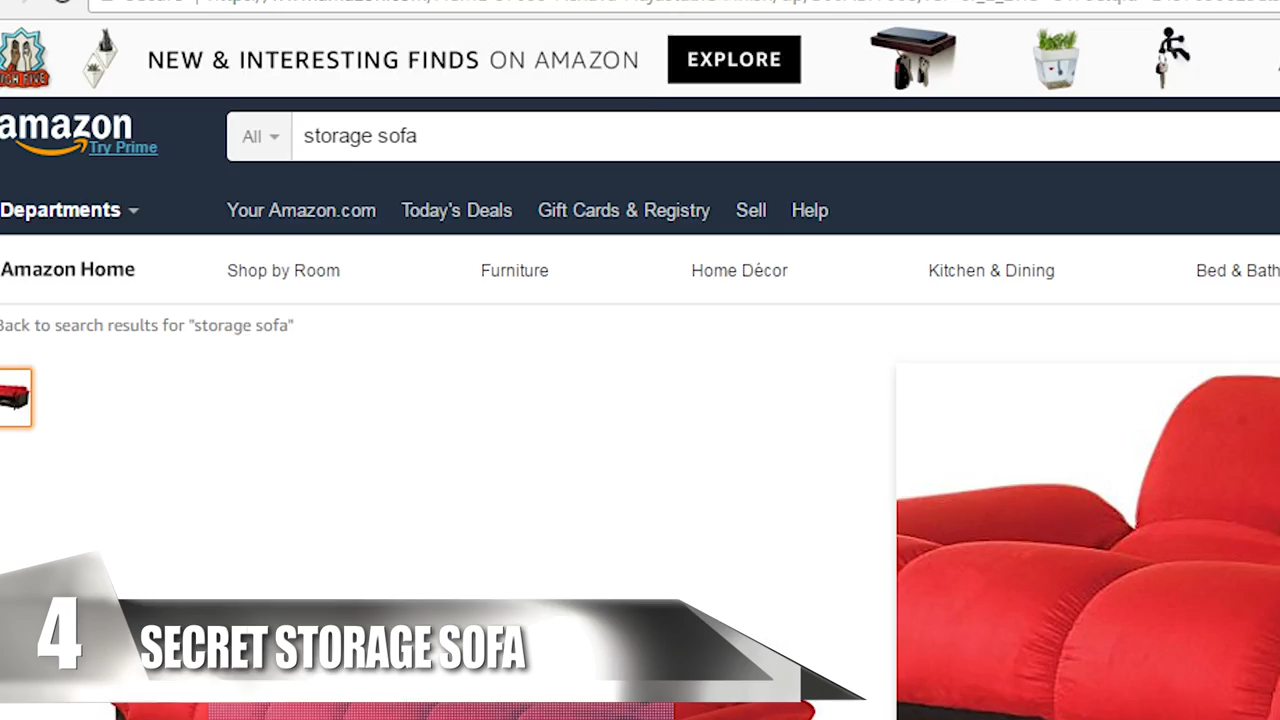 NEW & INTERESTING FINDS ON AMAZON EXPLORE
amazon
Try Prime
All storage sofa
Departments
Your Amazon.com Today's Deals Gift Cards & Registry Sell Help
Amazon Home Shop by Room Furniture Home Décor Kitchen & Dining Bed & Bath
Back to search results for "storage sofa"
4 SECRET STORAGE SOFA